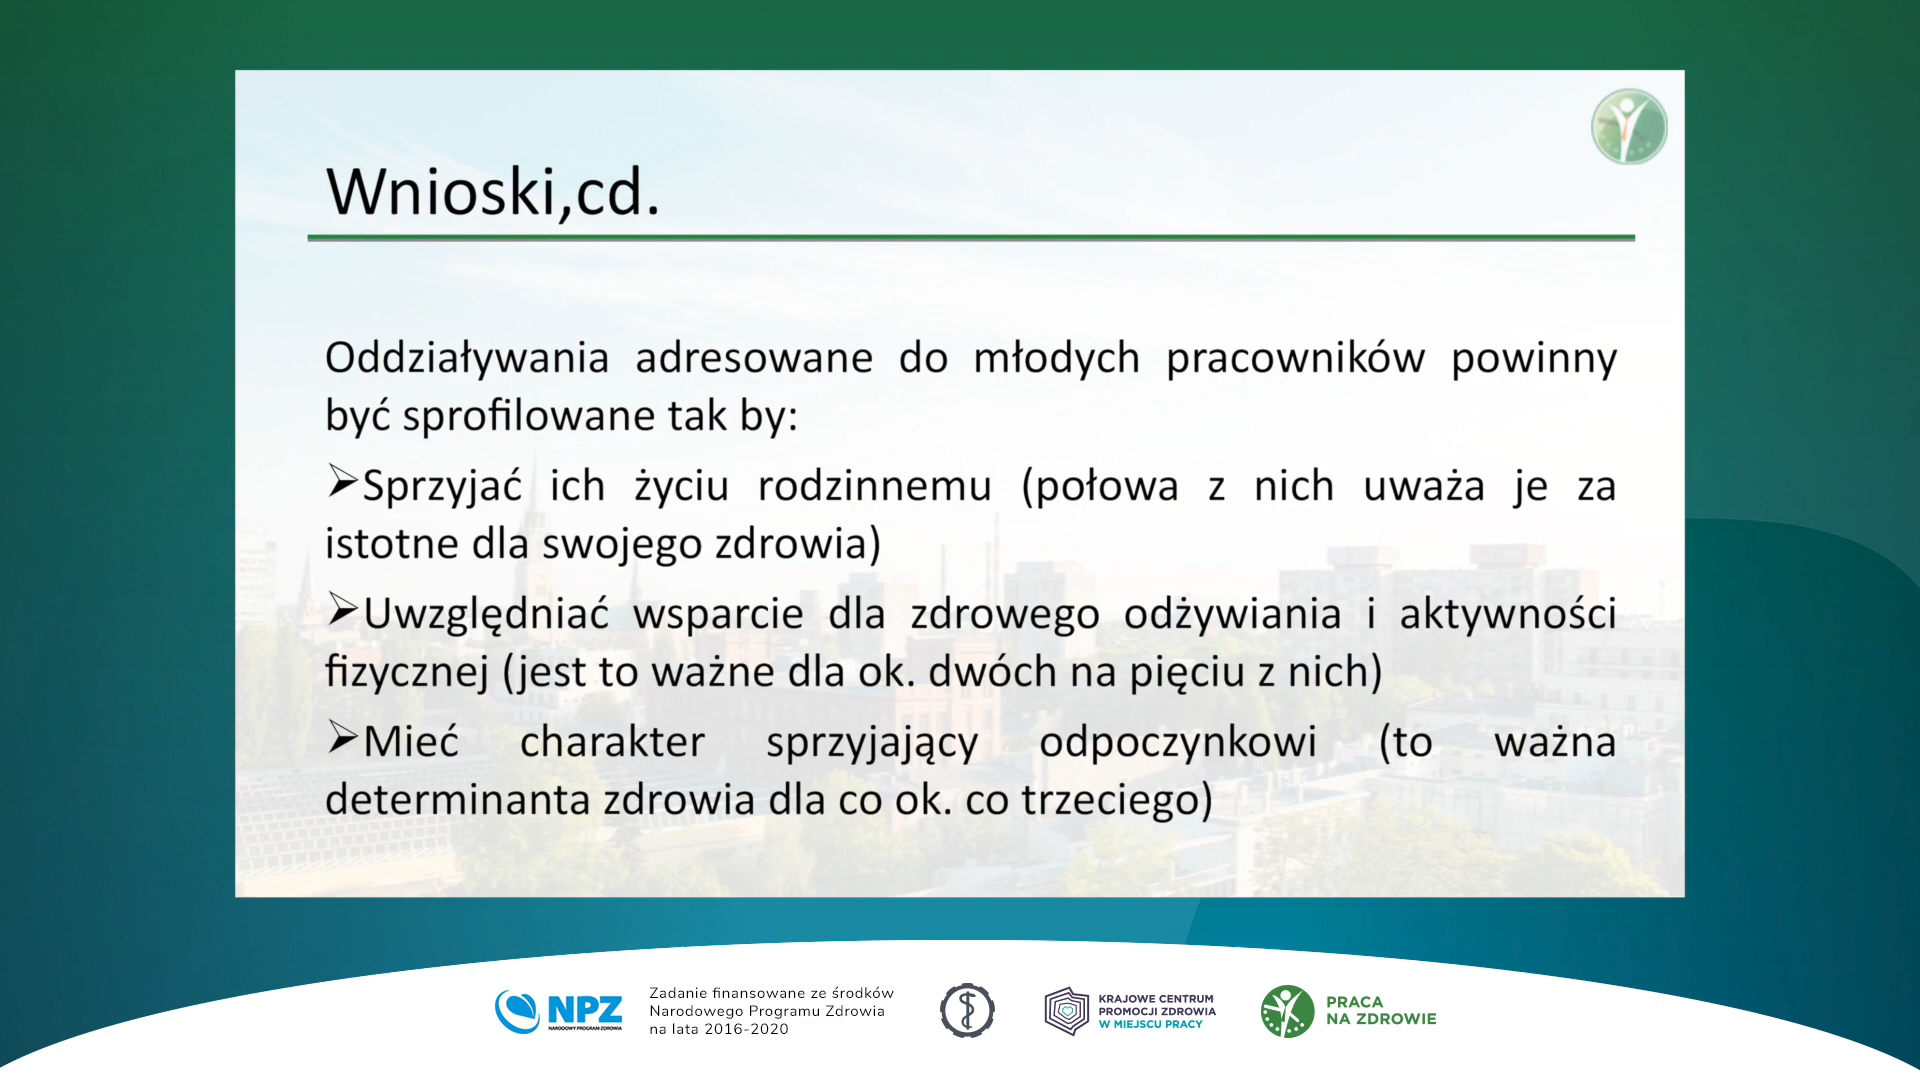 Wnioski,cd.
Oddziaływania adresowane do młodych pracowników powinny
być sprofilowane tak by:
➢Sprzyjać ich życiu rodzinnemu (połowa z nich uważa je za
istotne dla swojego zdrowia)
➢Uwzględniać wsparcie dla zdrowego odżywiania i aktywności
fizycznej (jest to ważne dla ok. dwóch na pięciu z nich)
➢Mieć charakter sprzyjający odpoczynkowi (to ważna
determinanta zdrowia dla co ok. co trzeciego)
NPZ
NARODOWY PROGRAM ZDROWIA
Zadanie finansowane ze środków
Narodowego Programu Zdrowia
na lata 2016-2020
KRAJOWE CENTRUM
PROMOCJI ZDROWIA
W MIEJSCU PRACY
PRACA
NA ZDROWIE